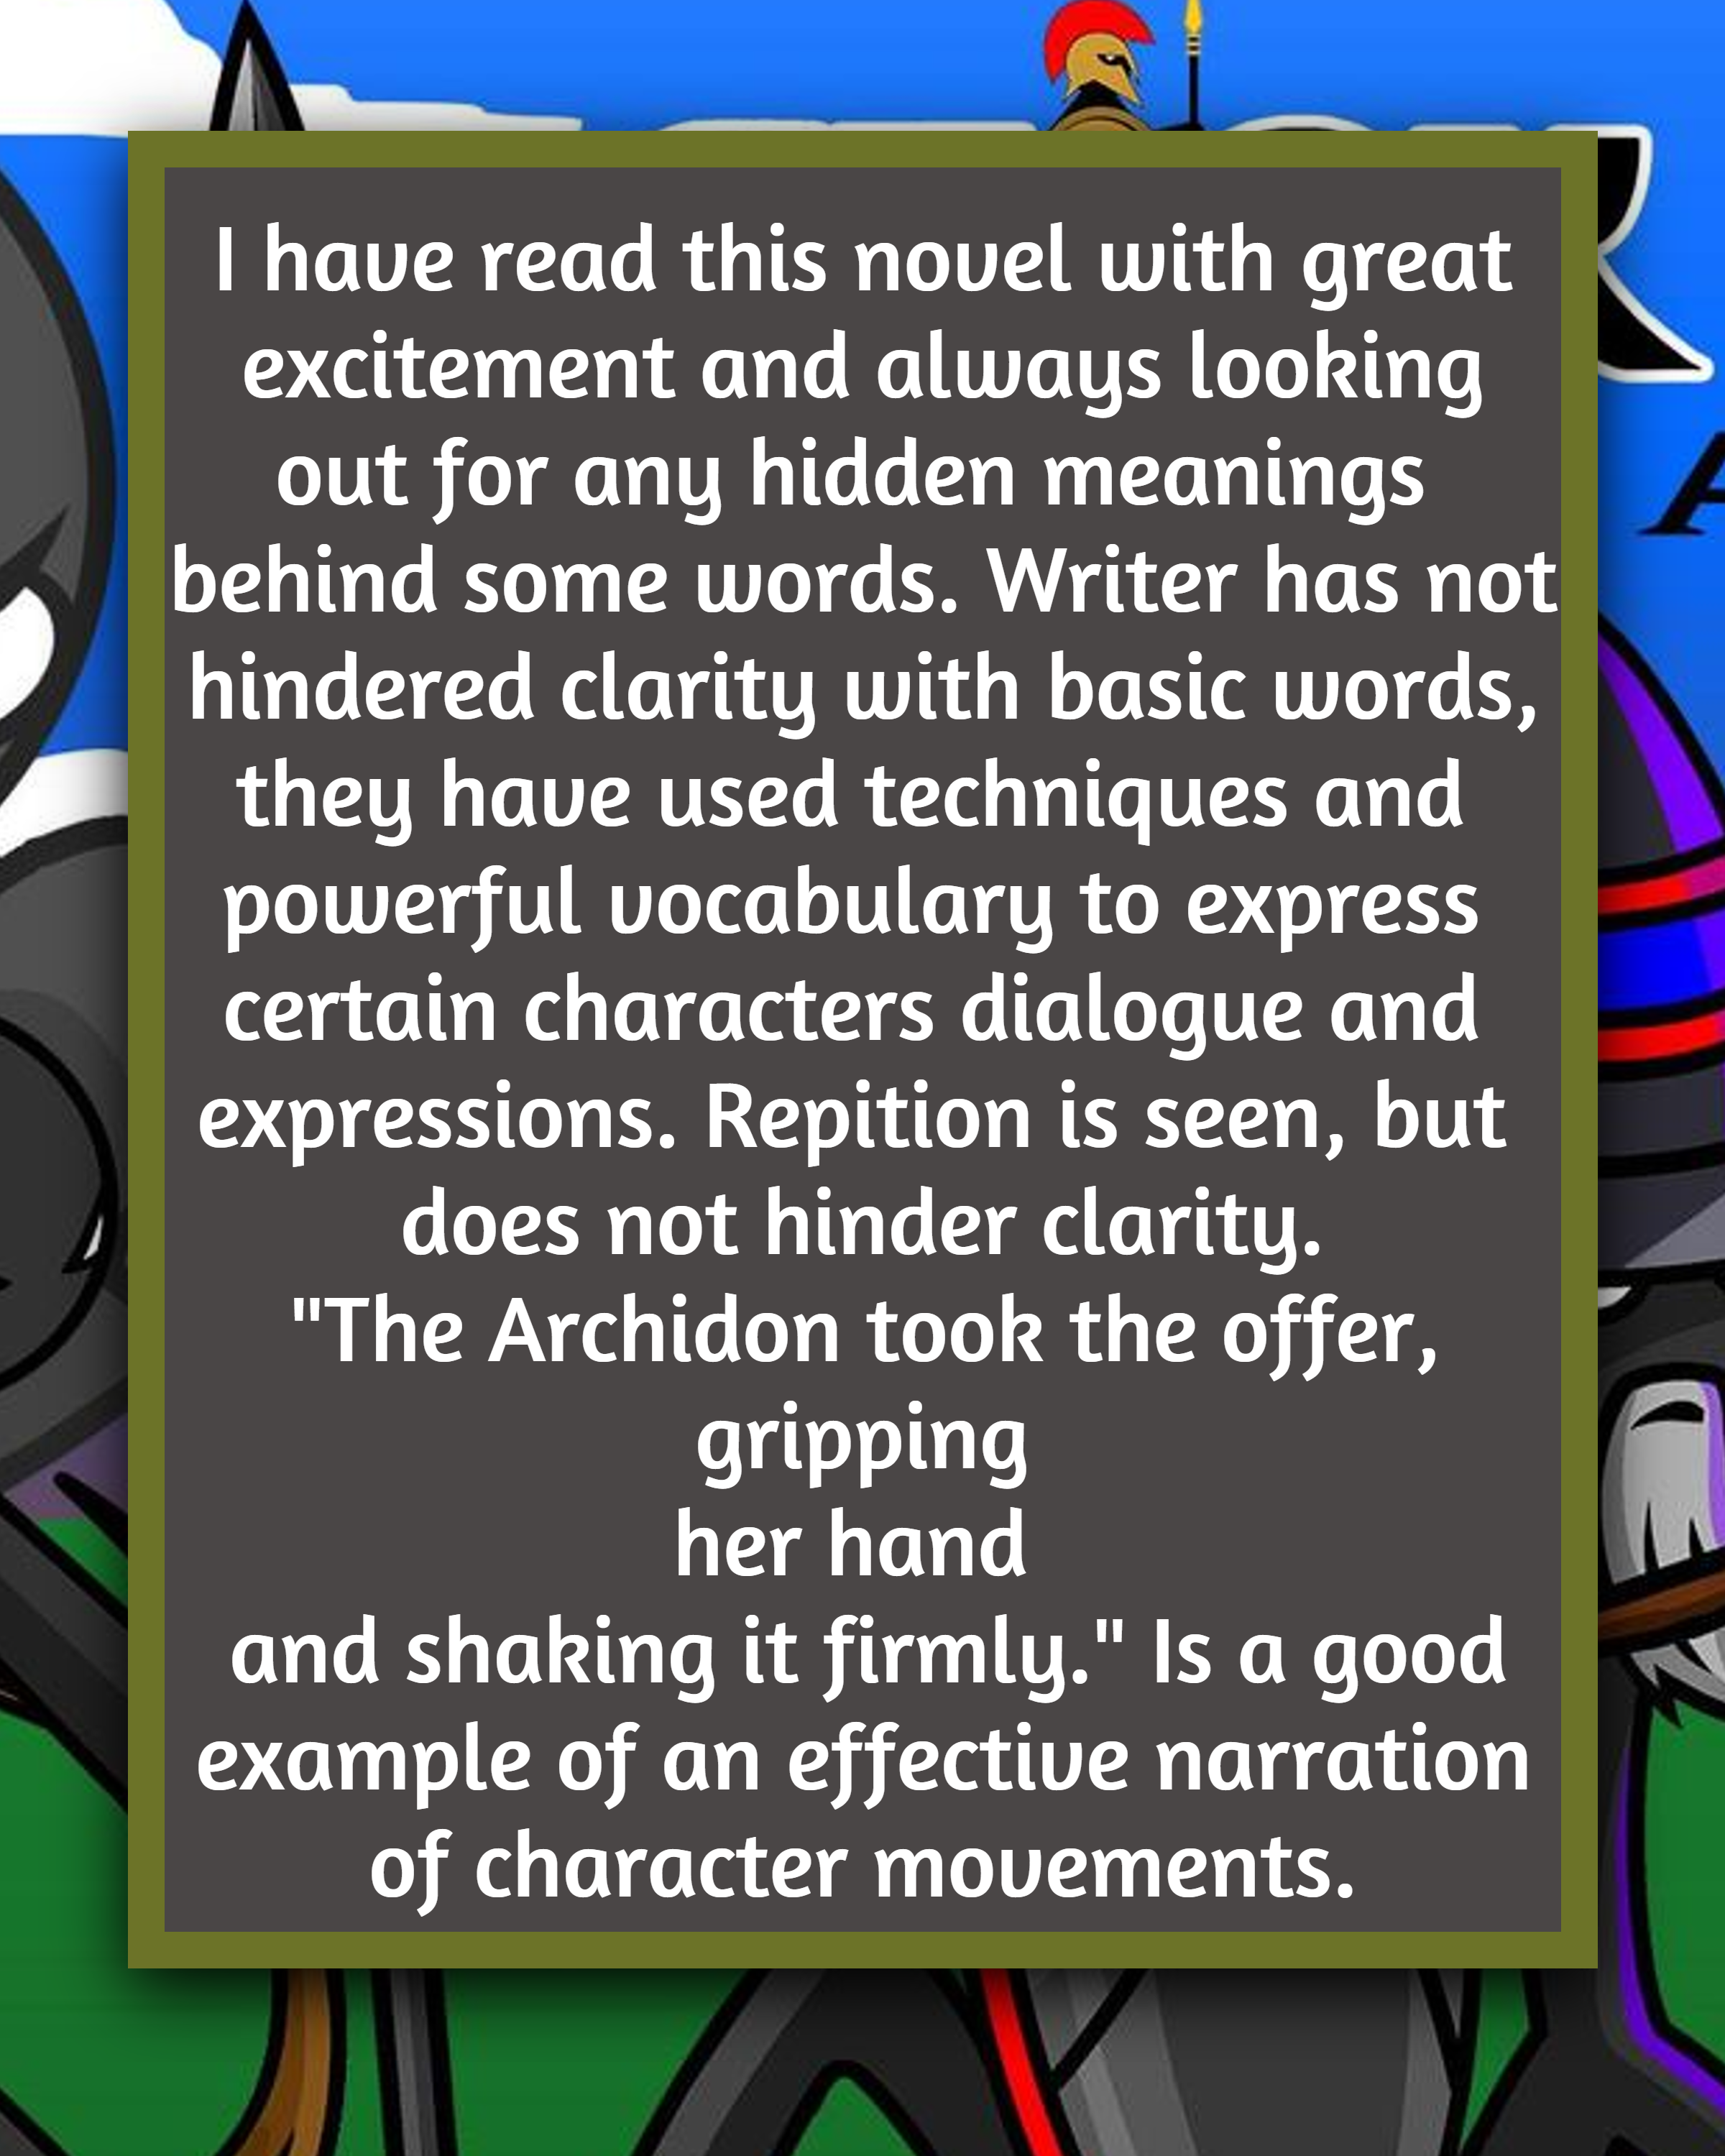 I have read this novel with great
excitement and always looking
out for any hidden meanings
behind some words. Writer has not
hindered clarity with basic words,
they have used techniques and
powerful vocabulary to express
certain characters dialogue and
expressions. Repition is seen, but
does not hinder clarity.
"The Archidon took the offer,
gripping
her hand
and shaking it firmly." Is a good
example of an effective narration
of character movements.